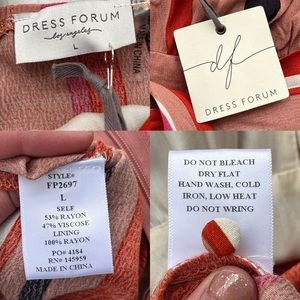 DRESS FORUM
los angeles
L
CHINA
df
DRESS FORUM
STYLE#
FP2697
L
SELF
53% RAYON
47% VISCOSE
LINING
100% RAYON
PO# 4184
RN# 145959
MADE IN CHINA
DO NOT BLEACH
DRY FLAT
HAND WASH, COLD
IRON, LOW HEAT
DO NOT WRING